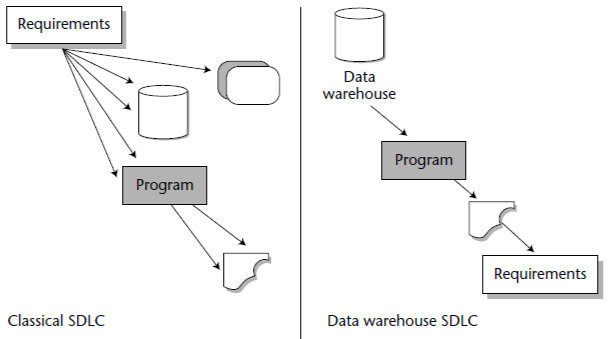 Requirements
Program
Classical SDLC
Data
warehouse
Program
Requirements
Data warehouse SDLC